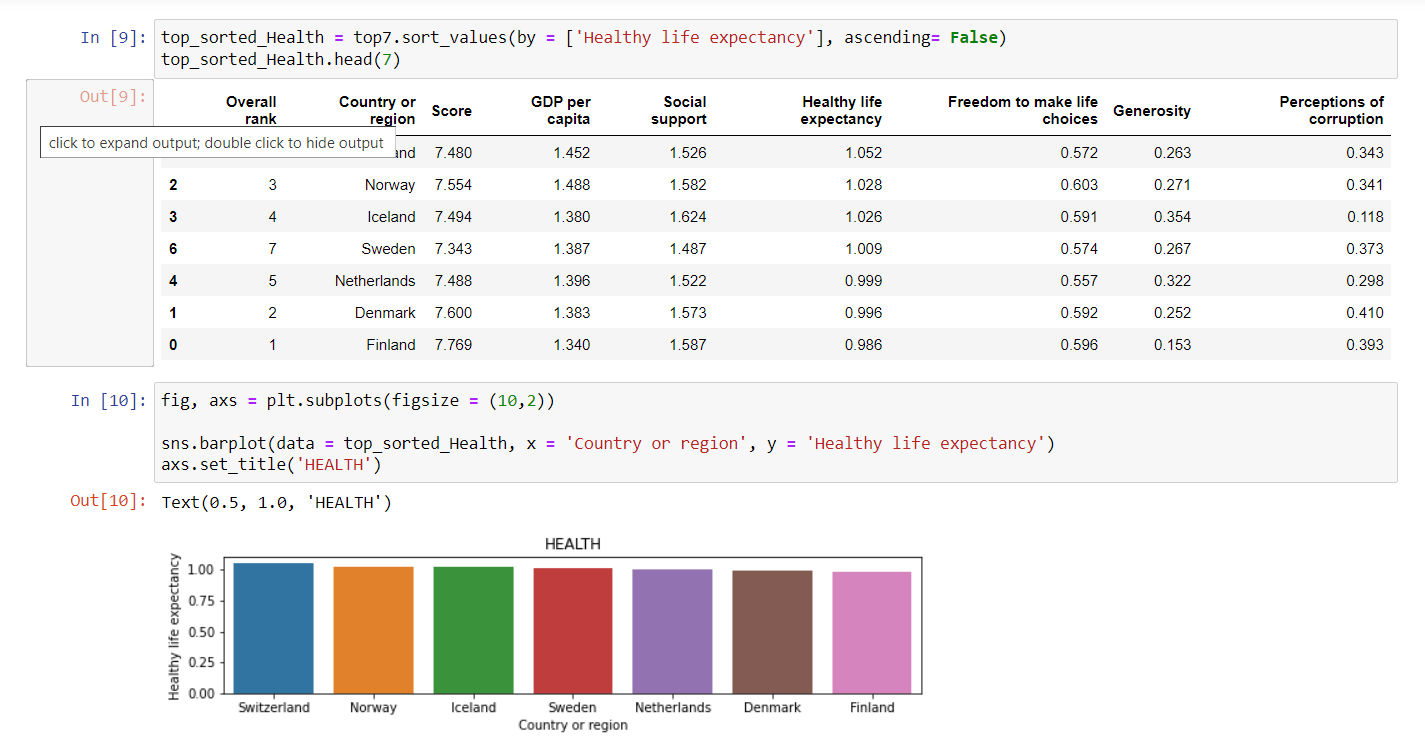 In [9]: top_sorted_Health = top7.sort_values(by = ['Healthy life expectancy'], ascending= False)
top_sorted_Health.head(7)
Out[9]:
Overall rank Country or region Score GDP per capita Social support Healthy life expectancy Freedom to make life choices Generosity Perceptions of corruption
click to expand output; double click to hide output
and 7.480 1.452 1.526 1.052 0.572 0.263 0.343
2 3 Norway 7.554 1.488 1.582 1.028 0.603 0.271 0.341
3 4 Iceland 7.494 1.380 1.624 1.026 0.591 0.354 0.118
6 7 Sweden 7.343 1.387 1.487 1.009 0.574 0.267 0.373
4 5 Netherlands 7.488 1.396 1.522 0.999 0.557 0.322 0.298
1 2 Denmark 7.600 1.383 1.573 0.996 0.592 0.252 0.410
0 1 Finland 7.769 1.340 1.587 0.986 0.596 0.153 0.393
In [10]: fig, axs = plt.subplots(figsize = (10,2))
sns.barplot(data = top_sorted_Health, x = 'Country or region', y = 'Healthy life expectancy')
axs.set_title('HEALTH')
Out[10]: Text(0.5, 1.0, 'HEALTH')
HEALTH
Healthy life expectancy
1.00
0.75
0.50
0.25
0.00
Switzerland Norway Iceland Sweden Netherlands Denmark Finland
Country or region